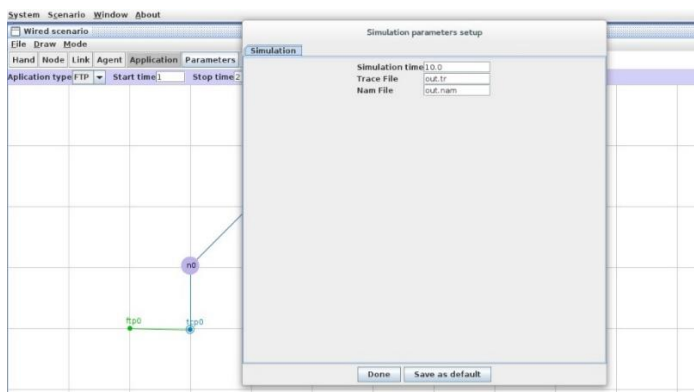 System Scenario Window About
Wired scenario
File Draw Mode
Hand Node Link Agent Application Parameters
Aplication type FTP Start time 1 Stop time 2
Simulation parameters setup
Simulation
Simulation time 10.0
Trace File out.tr
Nam File out.nam
n0
ftp0 tcp0
Done Save as default